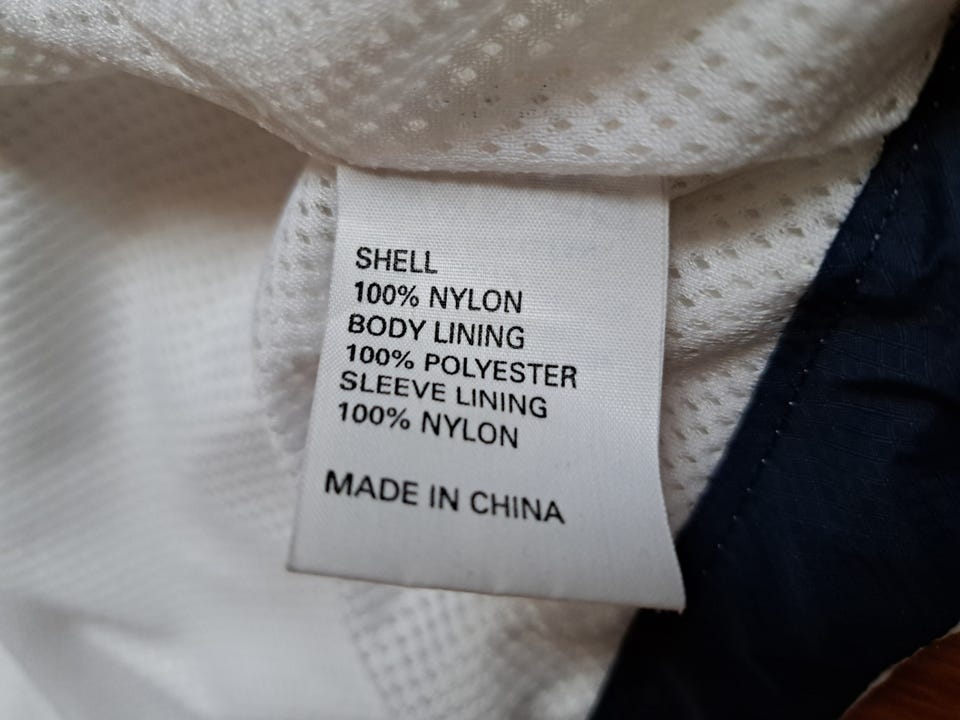 SHELL
100% NYLON
BODY LINING
100% POLYESTER
SLEEVE LINING
100% NYLON
MADE IN CHINA